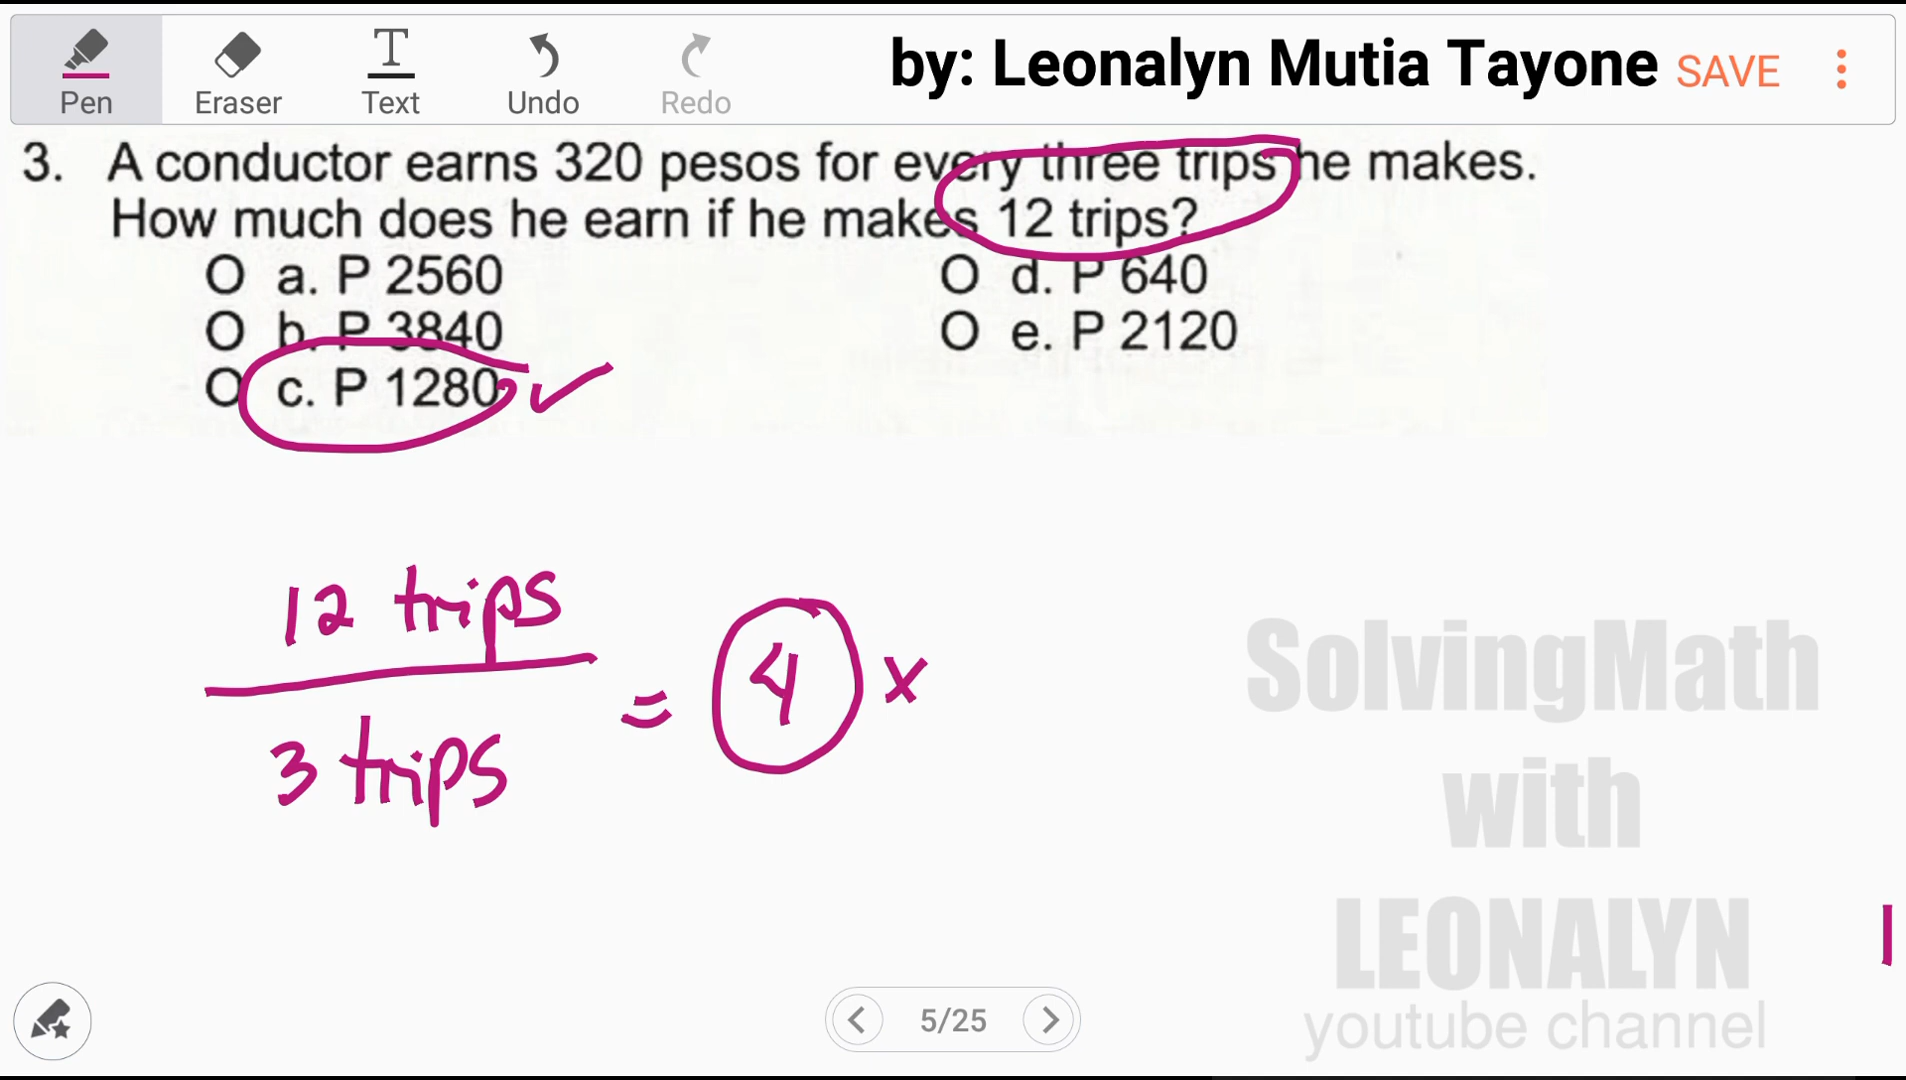 Pen Eraser Text Undo Redo by: Leonalyn Mutia Tayone SAVE
3. A conductor earns 320 pesos for every three trips he makes.
How much does he earn if he makes 12 trips?
O a. P 2560
O b. P 3840
O c. P 1280
O d. P 640
O e. P 2120
12 trips
3 trips
= 4 x
SolvingMath
with
LEONALYN
youtube channel
5/25